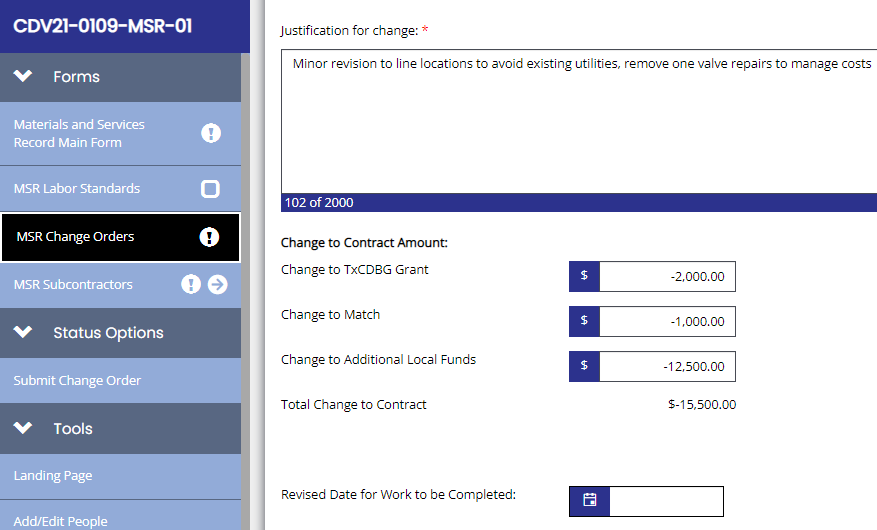 CDV21-0109-MSR-01
Forms
Materials and Services
Record Main Form
MSR Labor Standards
MSR Change Orders
MSR Subcontractors
Status Options
Submit Change Order
Tools
Landing Page
Add/Edit People
Justification for change: *
Minor revision to line locations to avoid existing utilities, remove one valve repairs to manage costs
102 of 2000
Change to Contract Amount:
Change to TxCDBG Grant $ -2,000.00
Change to Match $ -1,000.00
Change to Additional Local Funds $ -12,500.00
Total Change to Contract $-15,500.00
Revised Date for Work to be Completed: